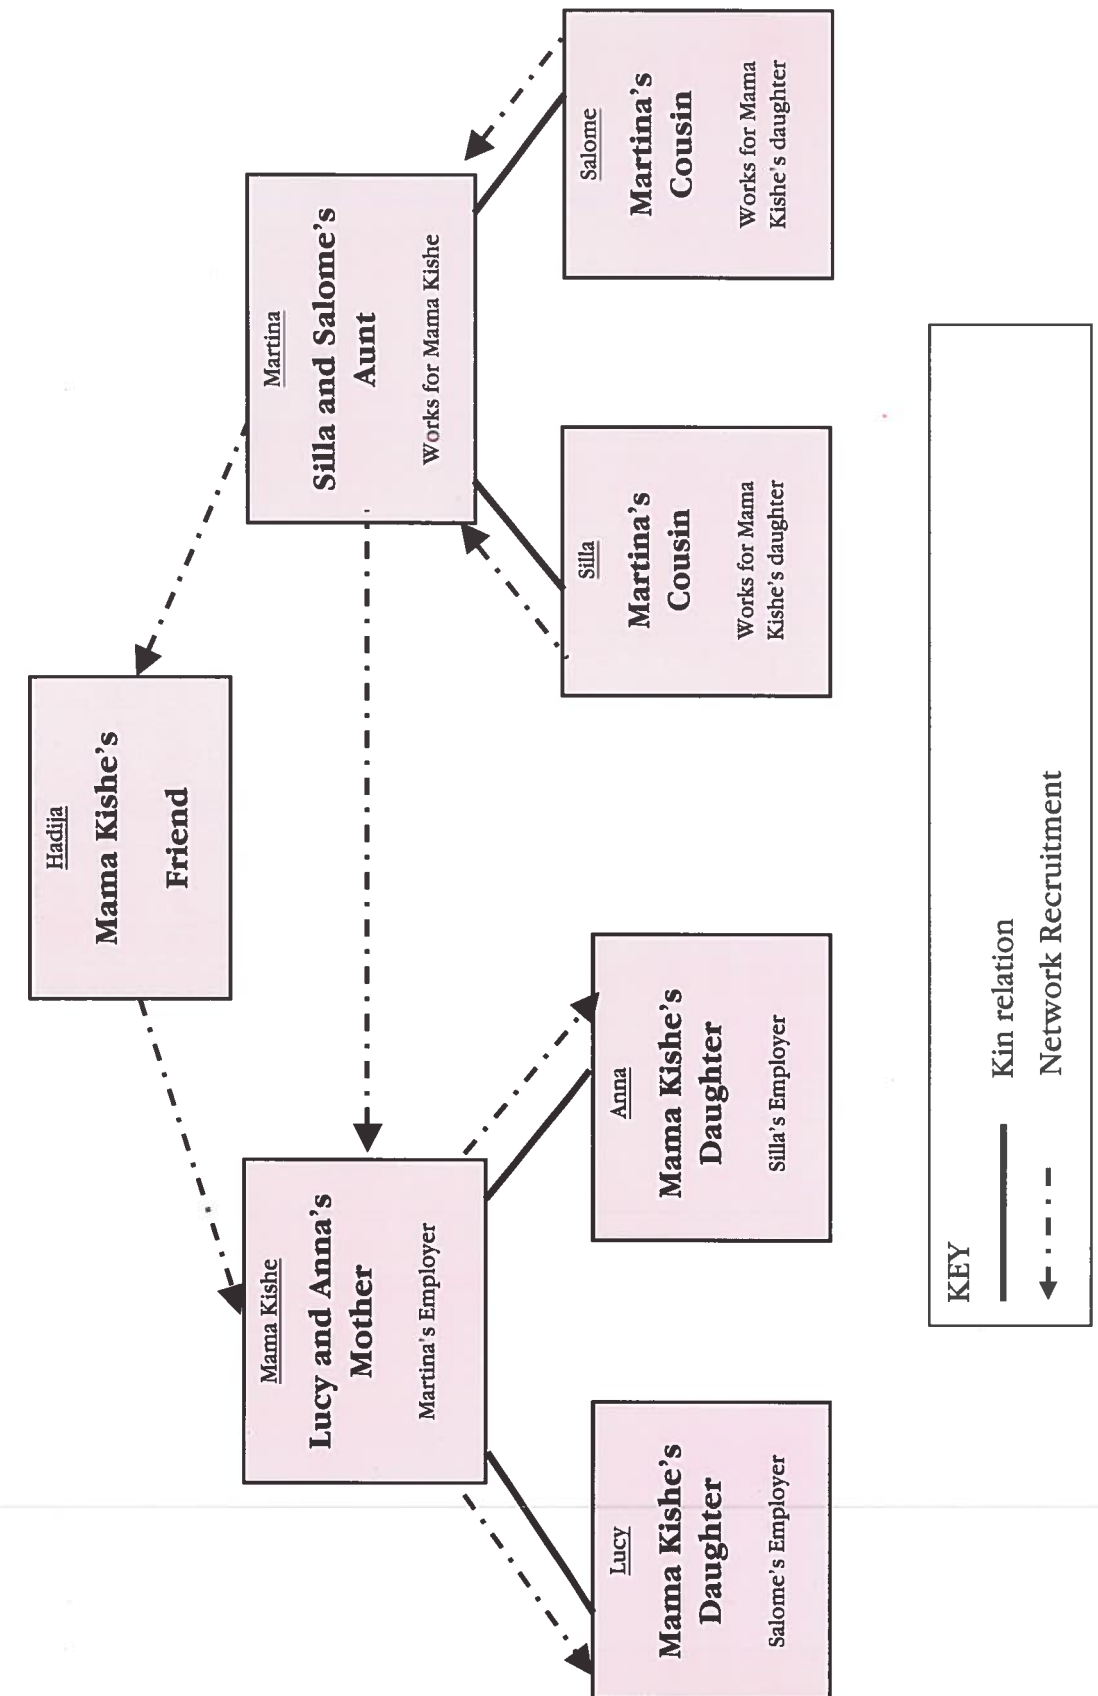 Hadija
Mama Kishe's
Friend
Mama Kishe
Lucy and Anna's
Mother
Martina's Employer
Martina
Silla and Salome's
Aunt
Works for Mama Kishe
Lucy
Mama Kishe's
Daughter
Salome's Employer
Anna
Mama Kishe's
Daughter
Silla's Employer
Silla
Martina's
Cousin
Works for Mama
Kishe's daughter
Salome
Martina's
Cousin
Works for Mama
Kishe's daughter
KEY
Kin relation
Network Recruitment